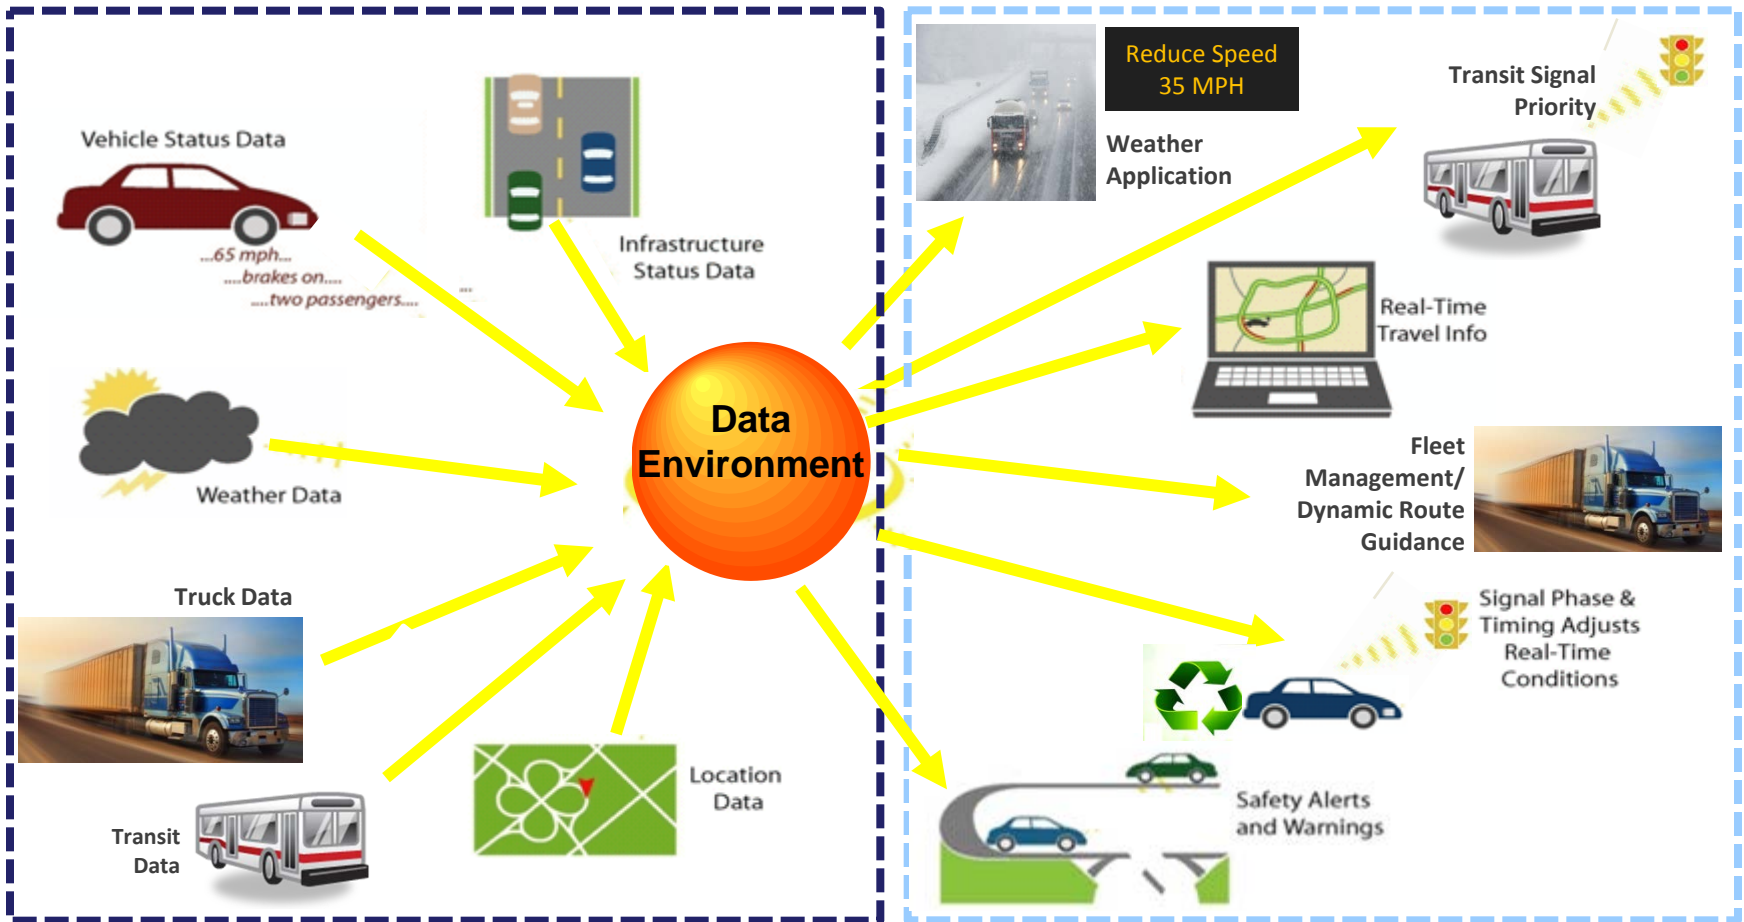 Vehicle Status Data
...65 mph...
....brakes on....
....two passengers....
...
Infrastructure
Status Data
Weather Data
Truck Data
Transit
Data
Location
Data
Data
Environment
Reduce Speed
35 MPH
Weather
Application
Transit Signal
Priority
Real-Time
Travel Info
Fleet
Management/
Dynamic Route
Guidance
Signal Phase &
Timing Adjusts
Real-Time
Conditions
Safety Alerts
and Warnings